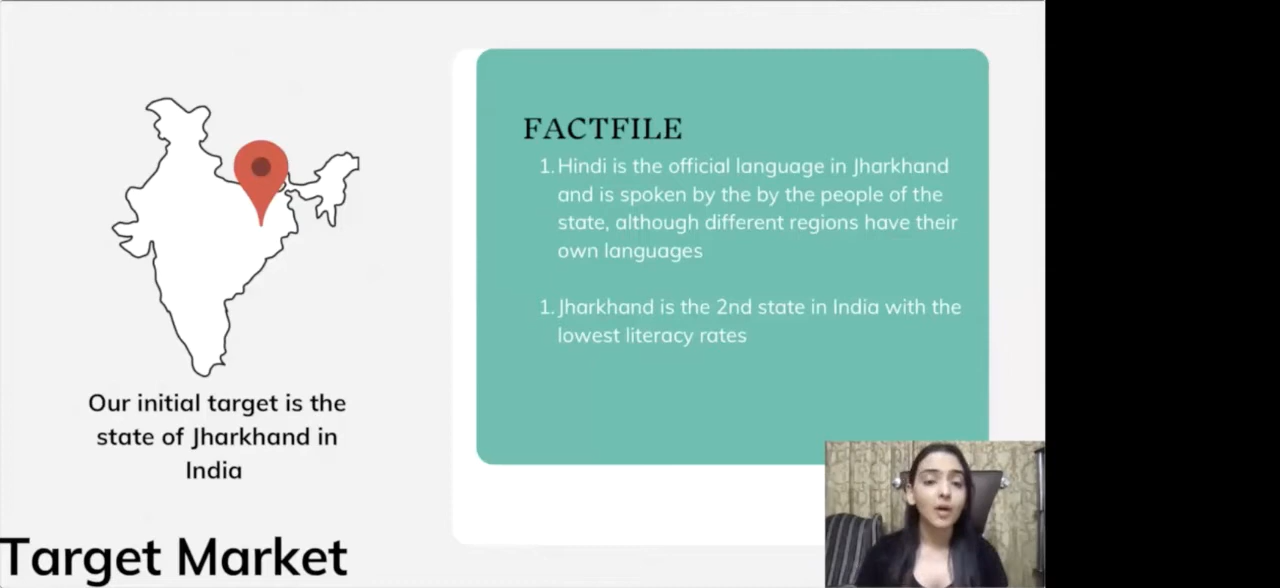 FACTFILE
1. Hindi is the official language in Jharkhand
and is spoken by the by the people of the
state, although different regions have their
own languages
1. Jharkhand is the 2nd state in India with the
lowest literacy rates
Our initial target is the
state of Jharkhand in
India
Target Market